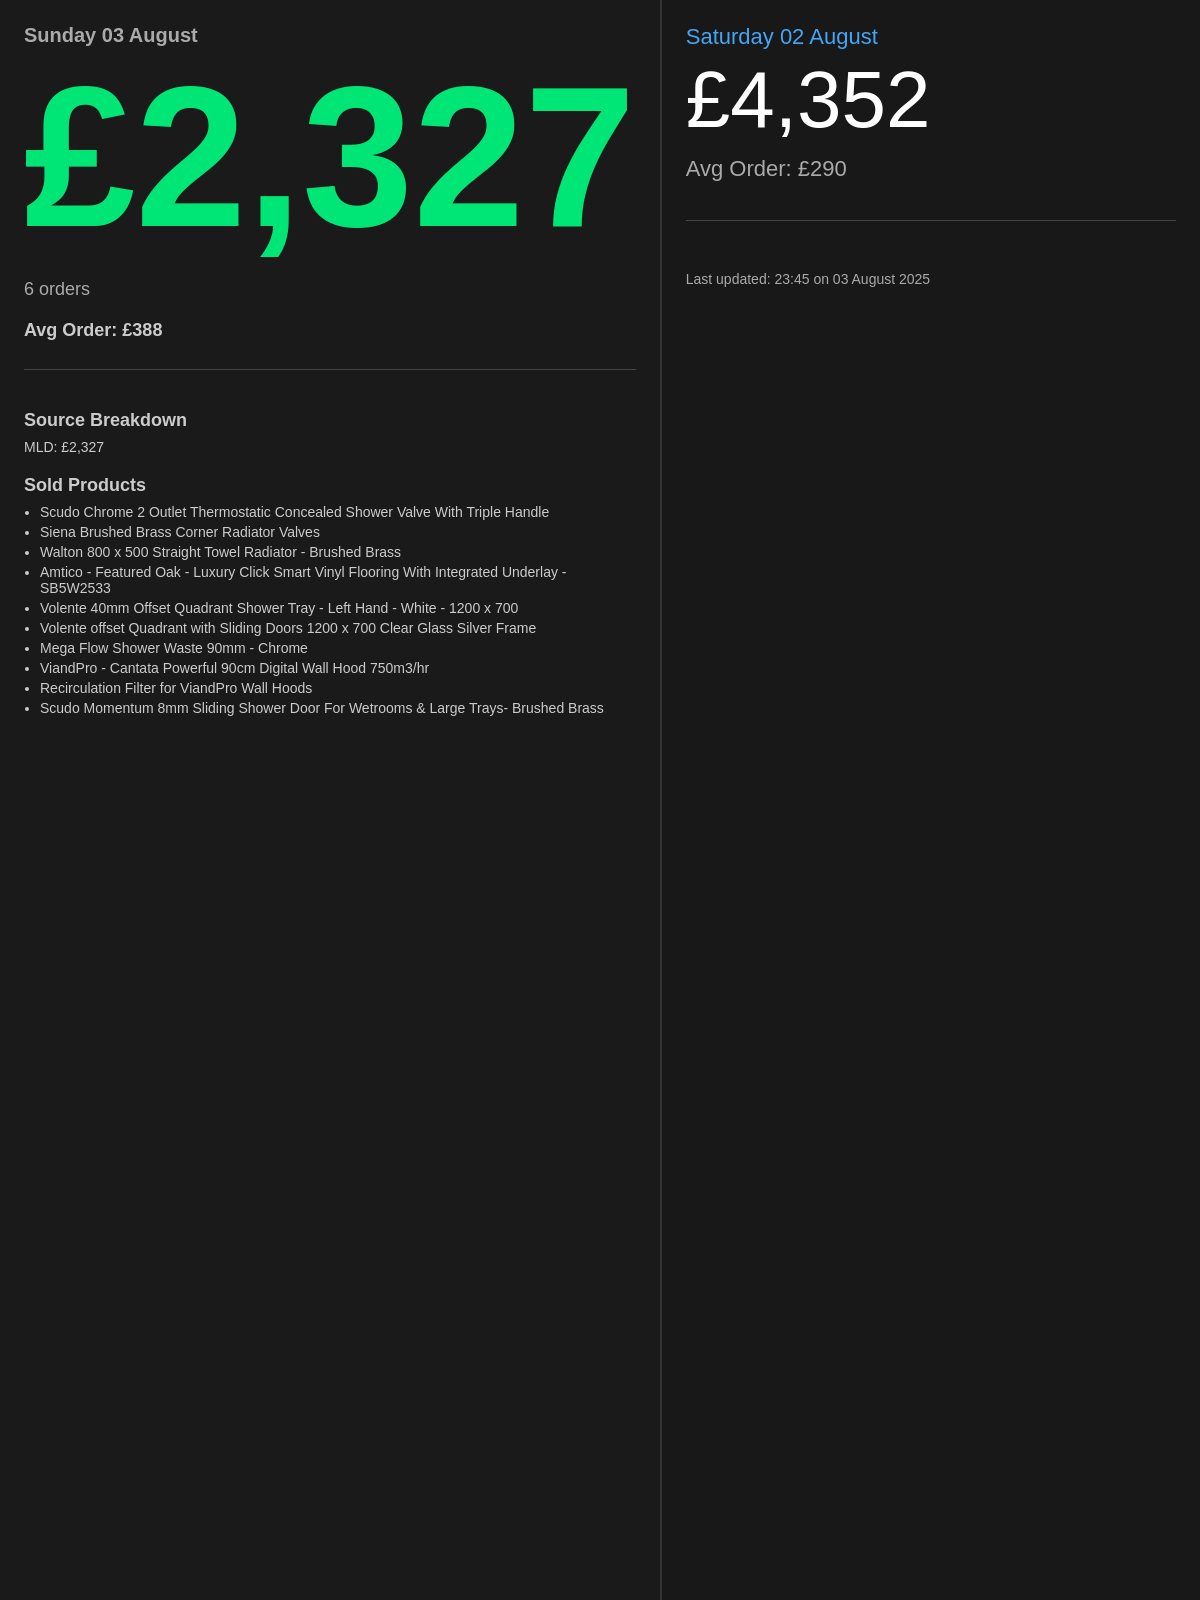 Sunday 03 August
£2,327
6 orders
Avg Order: £388
Source Breakdown
MLD: £2,327
Sold Products
• Scudo Chrome 2 Outlet Thermostatic Concealed Shower Valve With Triple Handle
• Siena Brushed Brass Corner Radiator Valves
• Walton 800 x 500 Straight Towel Radiator - Brushed Brass
• Amtico - Featured Oak - Luxury Click Smart Vinyl Flooring With Integrated Underlay -
SB5W2533
• Volente 40mm Offset Quadrant Shower Tray - Left Hand - White - 1200 x 700
• Volente offset Quadrant with Sliding Doors 1200 x 700 Clear Glass Silver Frame
• Mega Flow Shower Waste 90mm - Chrome
• ViandPro - Cantata Powerful 90cm Digital Wall Hood 750m3/hr
• Recirculation Filter for ViandPro Wall Hoods
• Scudo Momentum 8mm Sliding Shower Door For Wetrooms & Large Trays- Brushed Brass
Saturday 02 August
£4,352
Avg Order: £290
Last updated: 23:45 on 03 August 2025